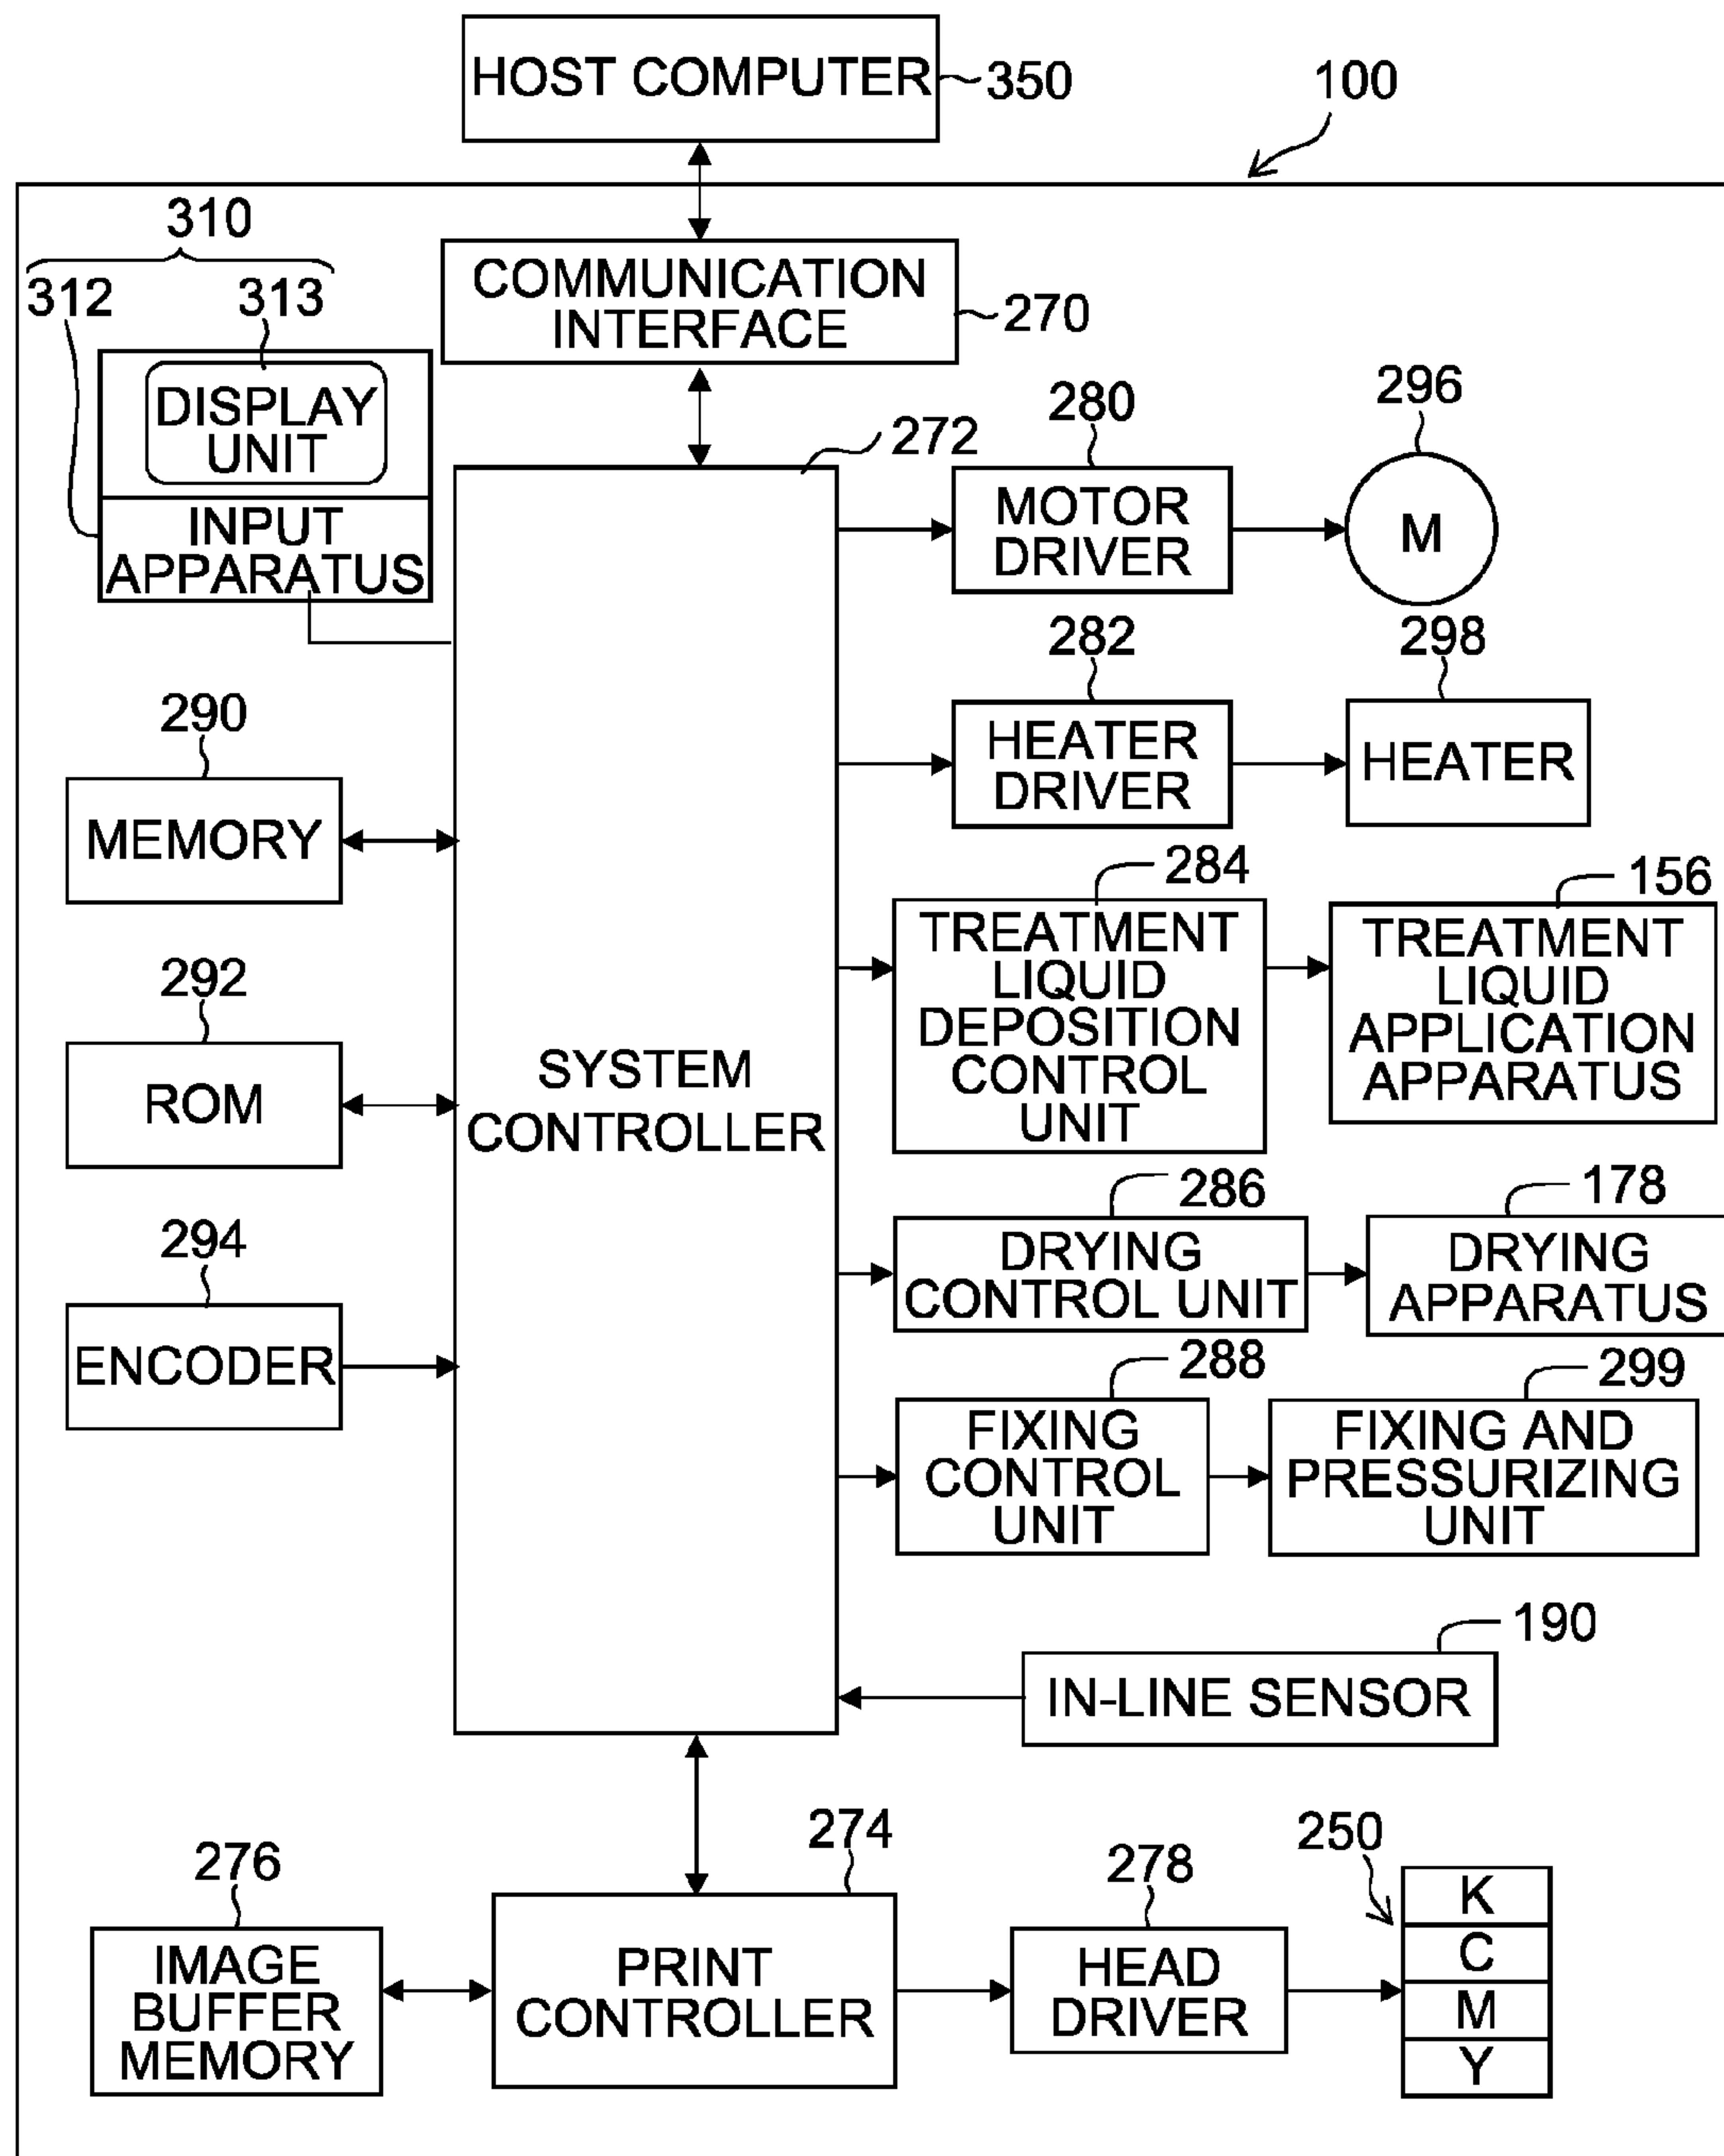 HOST COMPUTER
350
100
310
312
313
COMMUNICATION
INTERFACE
270
DISPLAY
UNIT
INPUT
APPARATUS
272
280
296
MOTOR
DRIVER
M
282
298
HEATER
DRIVER
HEATER
290
MEMORY
284
156
TREATMENT
LIQUID
DEPOSITION
CONTROL
UNIT
TREATMENT
LIQUID
APPLICATION
APPARATUS
292
ROM
SYSTEM
CONTROLLER
286
178
DRYING
CONTROL UNIT
DRYING
APPARATUS
294
ENCODER
288
299
FIXING
CONTROL
UNIT
FIXING AND
PRESSURIZING
UNIT
190
IN-LINE SENSOR
276
274
278
250
IMAGE
BUFFER
MEMORY
PRINT
CONTROLLER
HEAD
DRIVER
K
C
M
Y